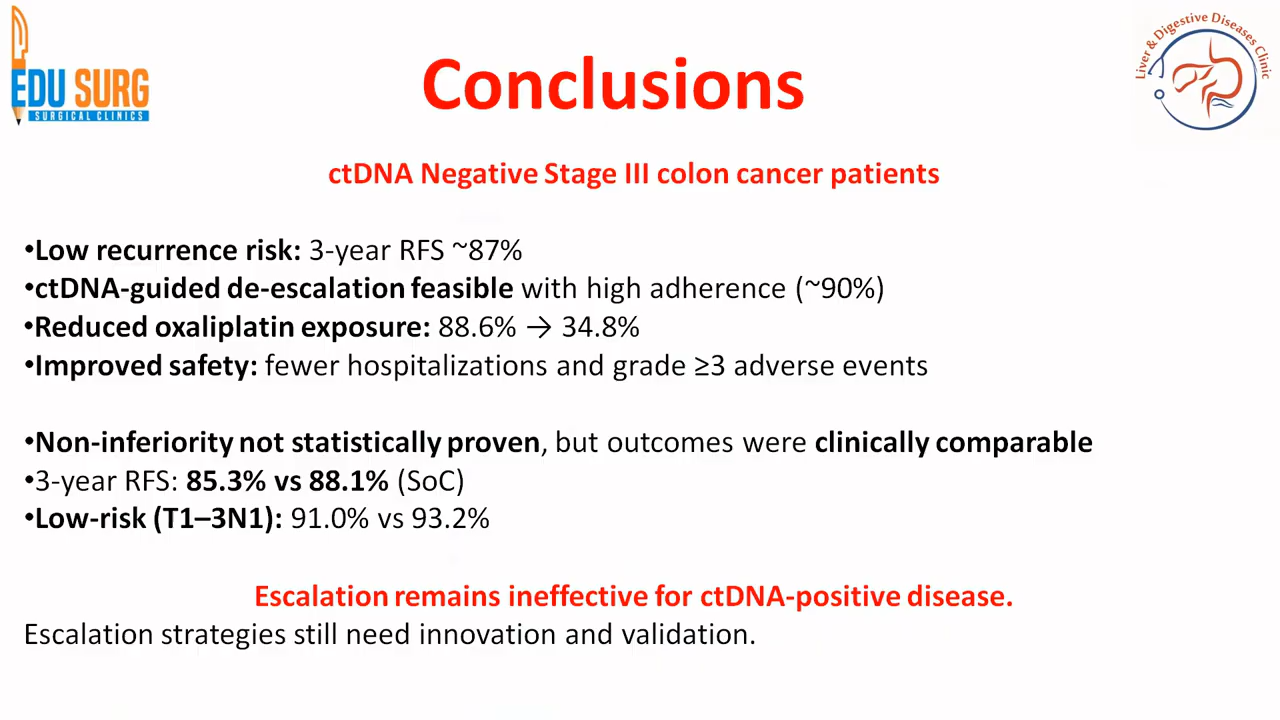 EDU SURG
SURGICAL CLINICS
Liver & Digestive Diseases Clinic
Conclusions
ctDNA Negative Stage III colon cancer patients
•Low recurrence risk: 3-year RFS ~87%
•ctDNA-guided de-escalation feasible with high adherence (~90%)
•Reduced oxaliplatin exposure: 88.6% → 34.8%
•Improved safety: fewer hospitalizations and grade ≥3 adverse events
•Non-inferiority not statistically proven, but outcomes were clinically comparable
•3-year RFS: 85.3% vs 88.1% (SoC)
•Low-risk (T1–3N1): 91.0% vs 93.2%
Escalation remains ineffective for ctDNA-positive disease.
Escalation strategies still need innovation and validation.